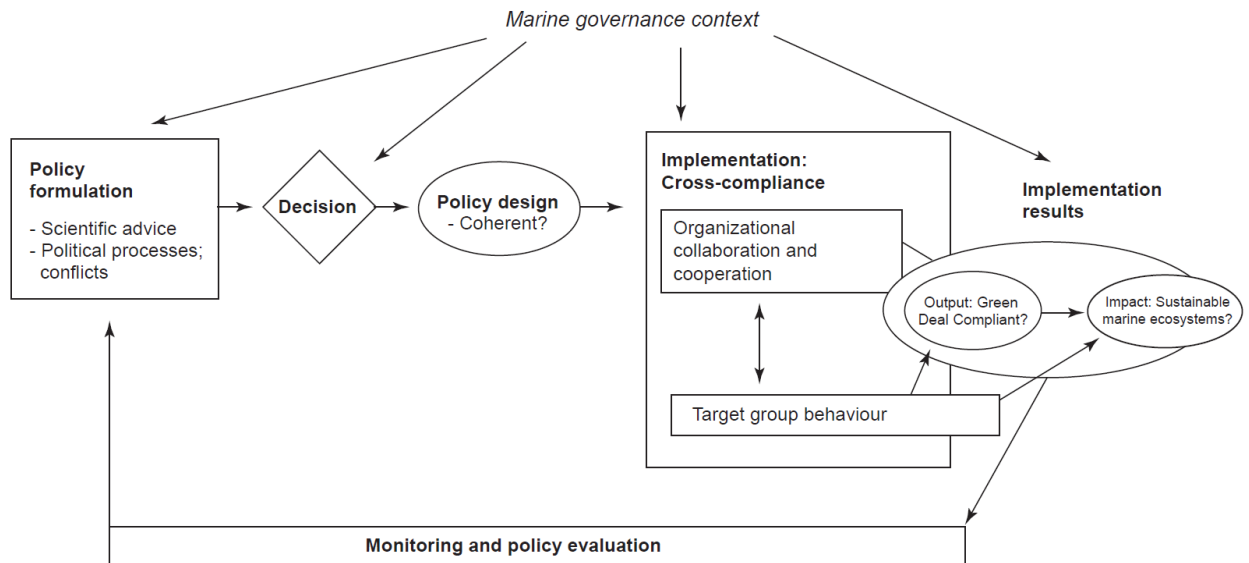 Marine governance context
Policy
formulation
- Scientific advice
- Political processes;
conflicts
Decision
Policy design
- Coherent?
Implementation:
Cross-compliance
Organizational
collaboration and
cooperation
Target group behaviour
Implementation
results
Output: Green
Deal Compliant?
Impact: Sustainable
marine ecosystems?
Monitoring and policy evaluation